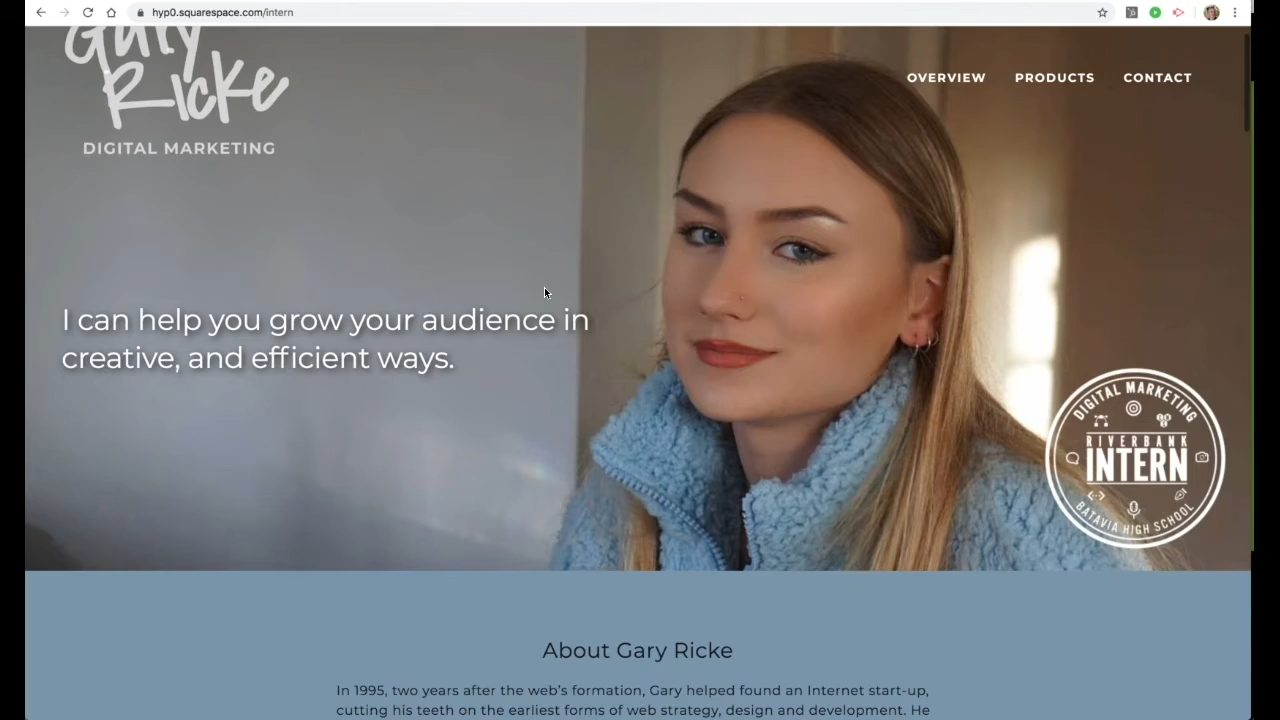 hyp0.squarespace.com/intern
Gary
Ricke
DIGITAL MARKETING
OVERVIEW PRODUCTS CONTACT
I can help you grow your audience in
creative, and efficient ways.
DIGITAL MARKETING
RIVERBANK
INTERN
BATAVIA HIGH SCHOOL
About Gary Ricke
In 1995, two years after the web’s formation, Gary helped found an Internet start-up,
cutting his teeth on the earliest forms of web strategy, design and development. He